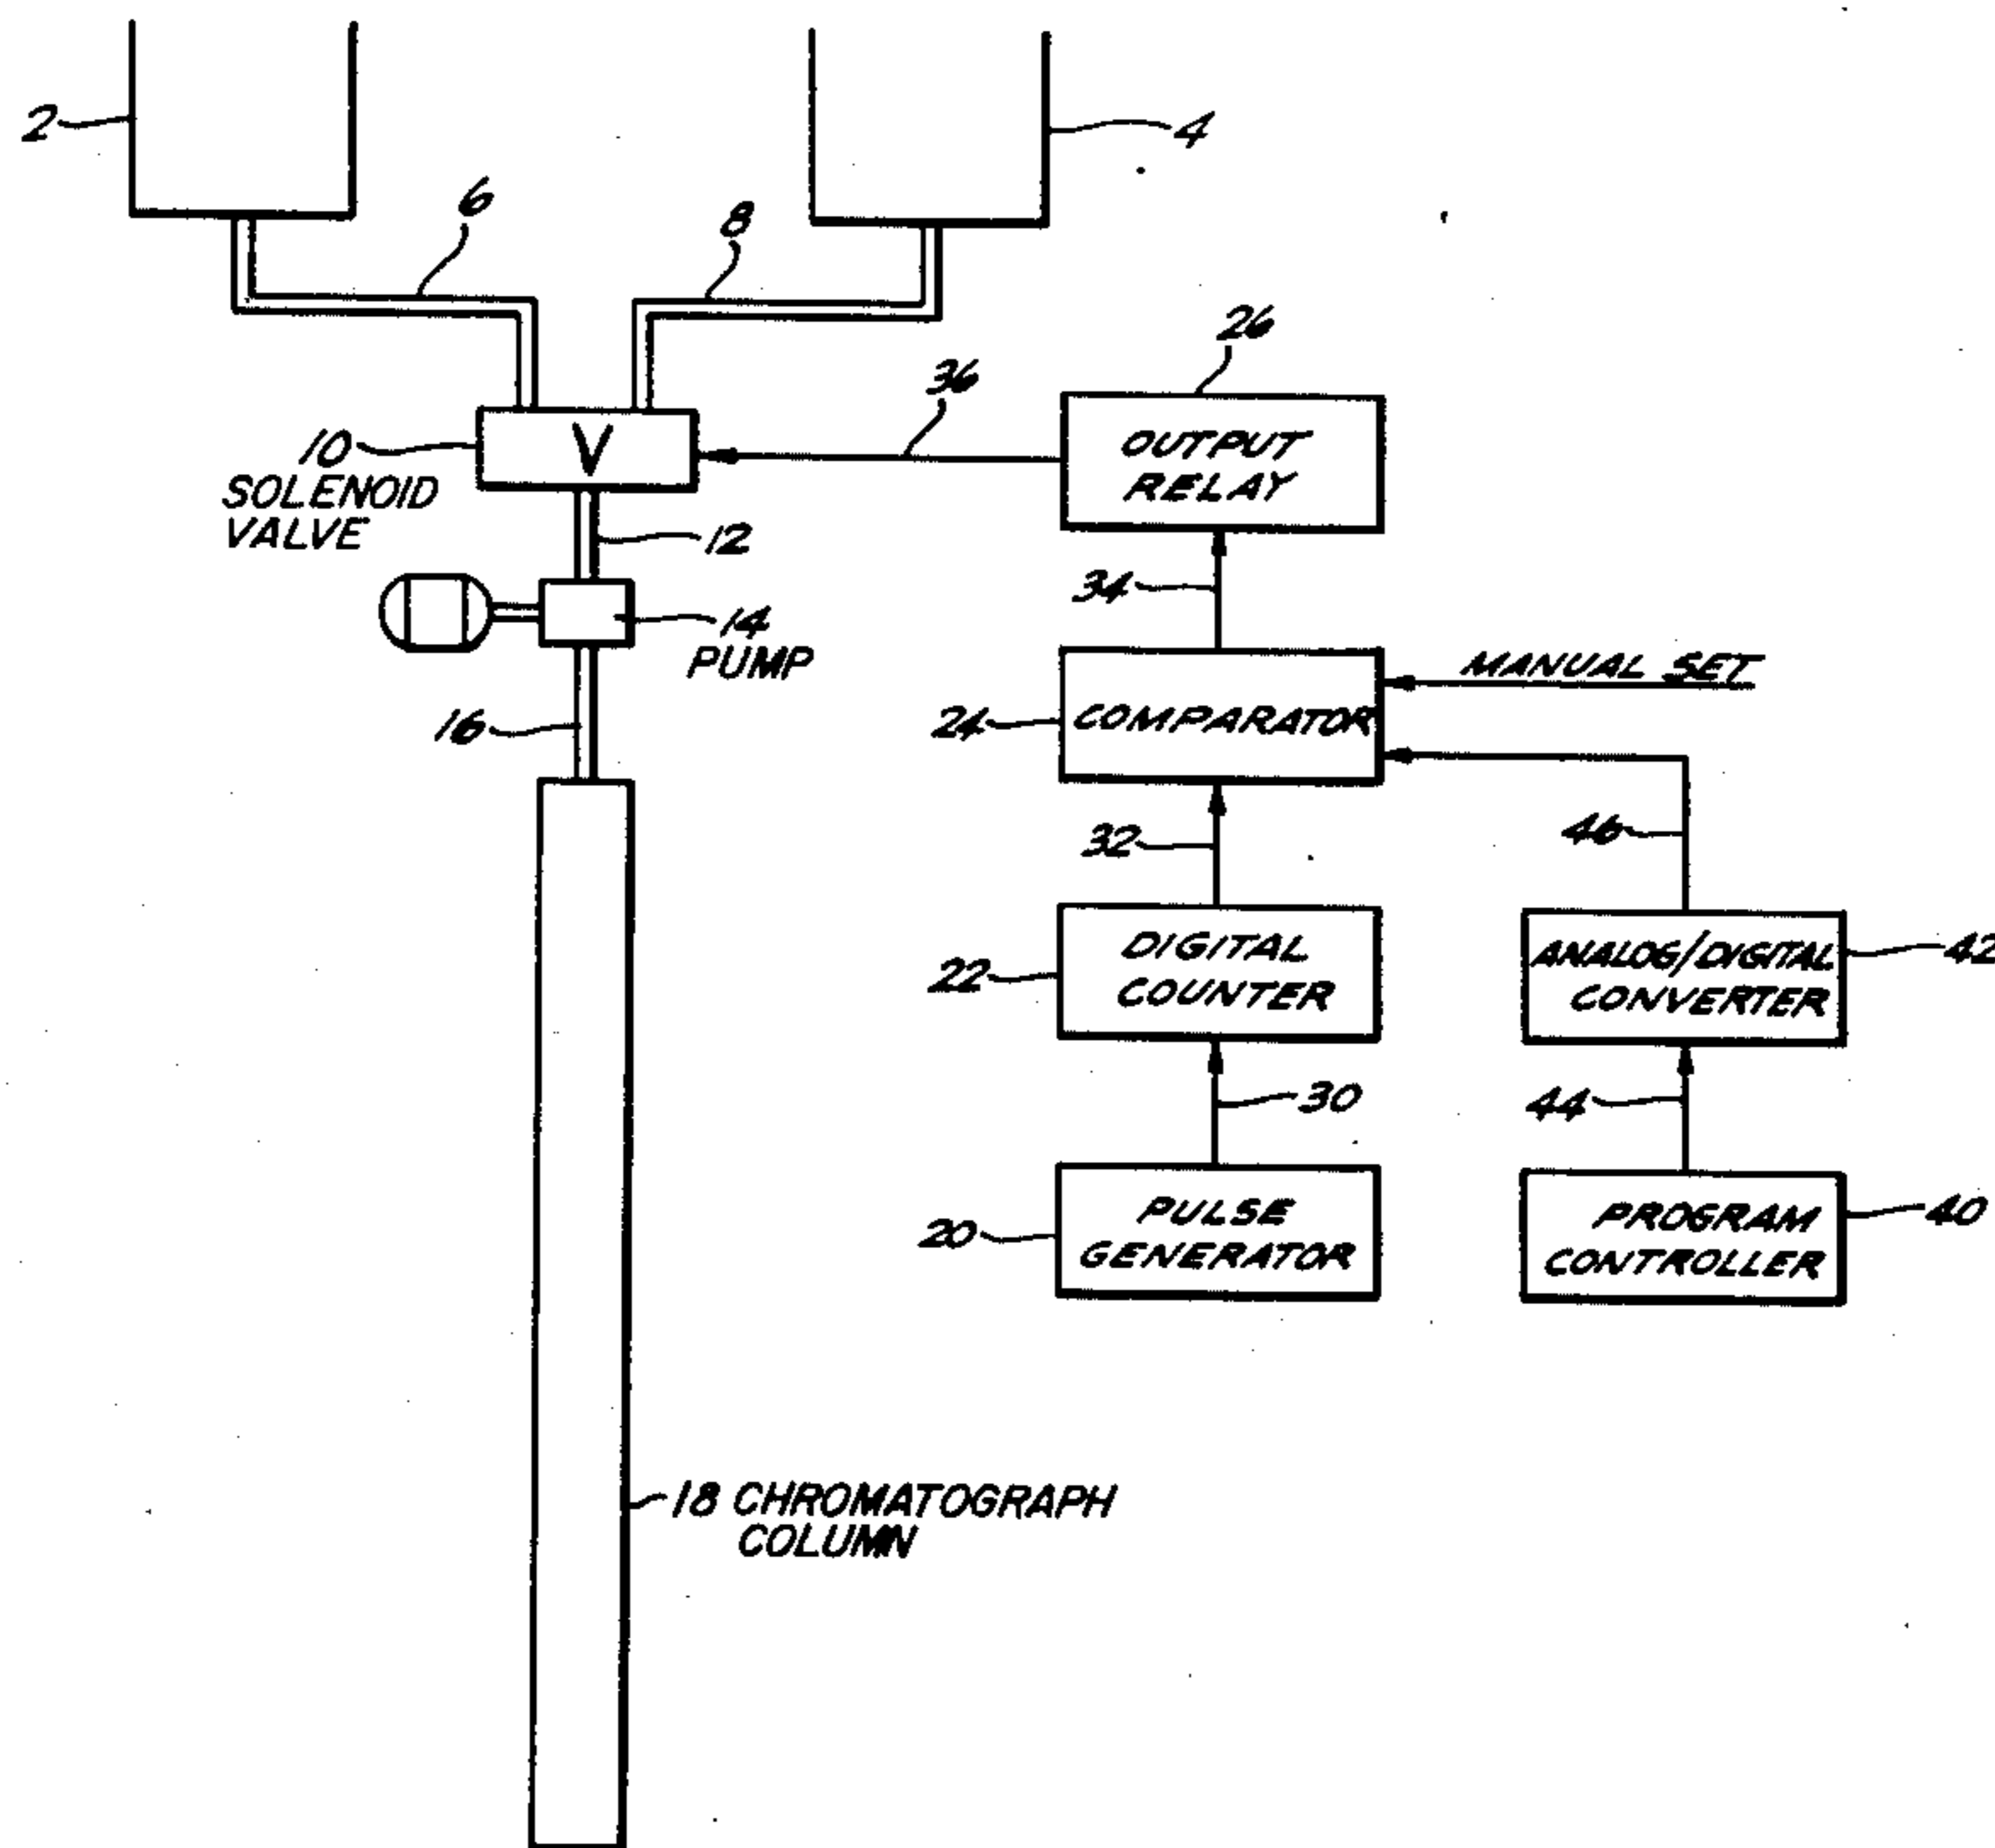 2
4
6
8
26
36
10
SOLENOID
VALVE
V
OUTPUT
RELAY
12
34
14
PUMP
MANUAL SET
16
24
COMPARATOR
32
46
22
DIGITAL
COUNTER
ANALOG/DIGITAL
CONVERTER
42
30
44
20
PULSE
GENERATOR
PROGRAM
CONTROLLER
40
18 CHROMATOGRAPH
COLUMN